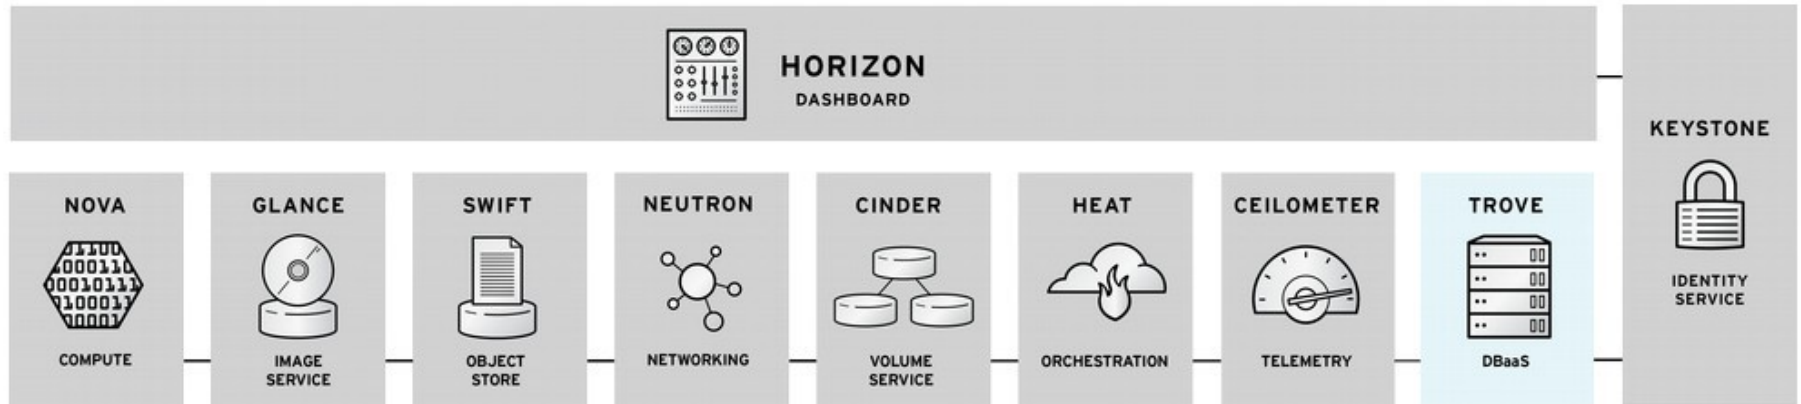 HORIZON
DASHBOARD
KEYSTONE
IDENTITY
SERVICE
NOVA
COMPUTE
GLANCE
IMAGE
SERVICE
SWIFT
OBJECT
STORE
NEUTRON
NETWORKING
CINDER
VOLUME
SERVICE
HEAT
ORCHESTRATION
CEILOMETER
TELEMETRY
TROVE
DBaaS